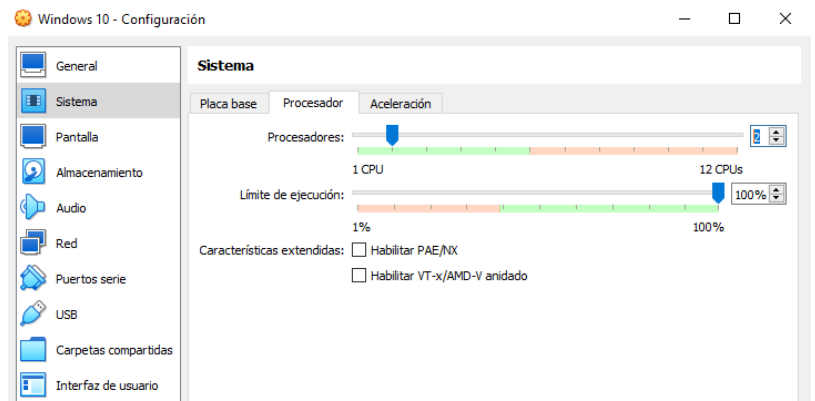 Windows 10 - Configuración
General
Sistema
Pantalla
Almacenamiento
Audio
Red
Puertos serie
USB
Carpetas compartidas
Interfaz de usuario
Sistema
Placa base Procesador Aceleración
Procesadores: 2
1 CPU 12 CPUs
Límite de ejecución: 100%
1% 100%
Características extendidas: Habilitar PAE/NX
Habilitar VT-x/AMD-V anidado